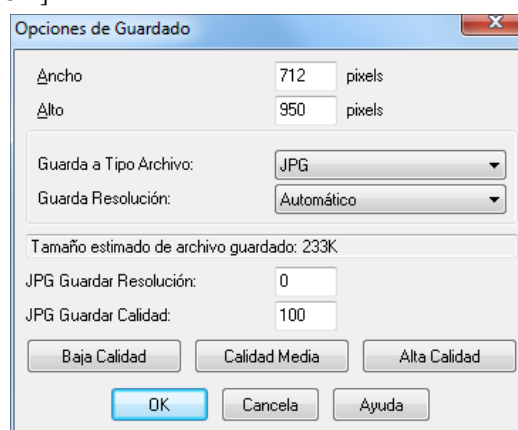 Opciones de Guardado
Ancho 712 pixels
Alto 950 pixels
Guarda a Tipo Archivo: JPG
Guarda Resolución: Automático
Tamaño estimado de archivo guardado: 233K
JPG Guardar Resolución: 0
JPG Guardar Calidad: 100
Baja Calidad Calidad Media Alta Calidad
OK Cancela Ayuda